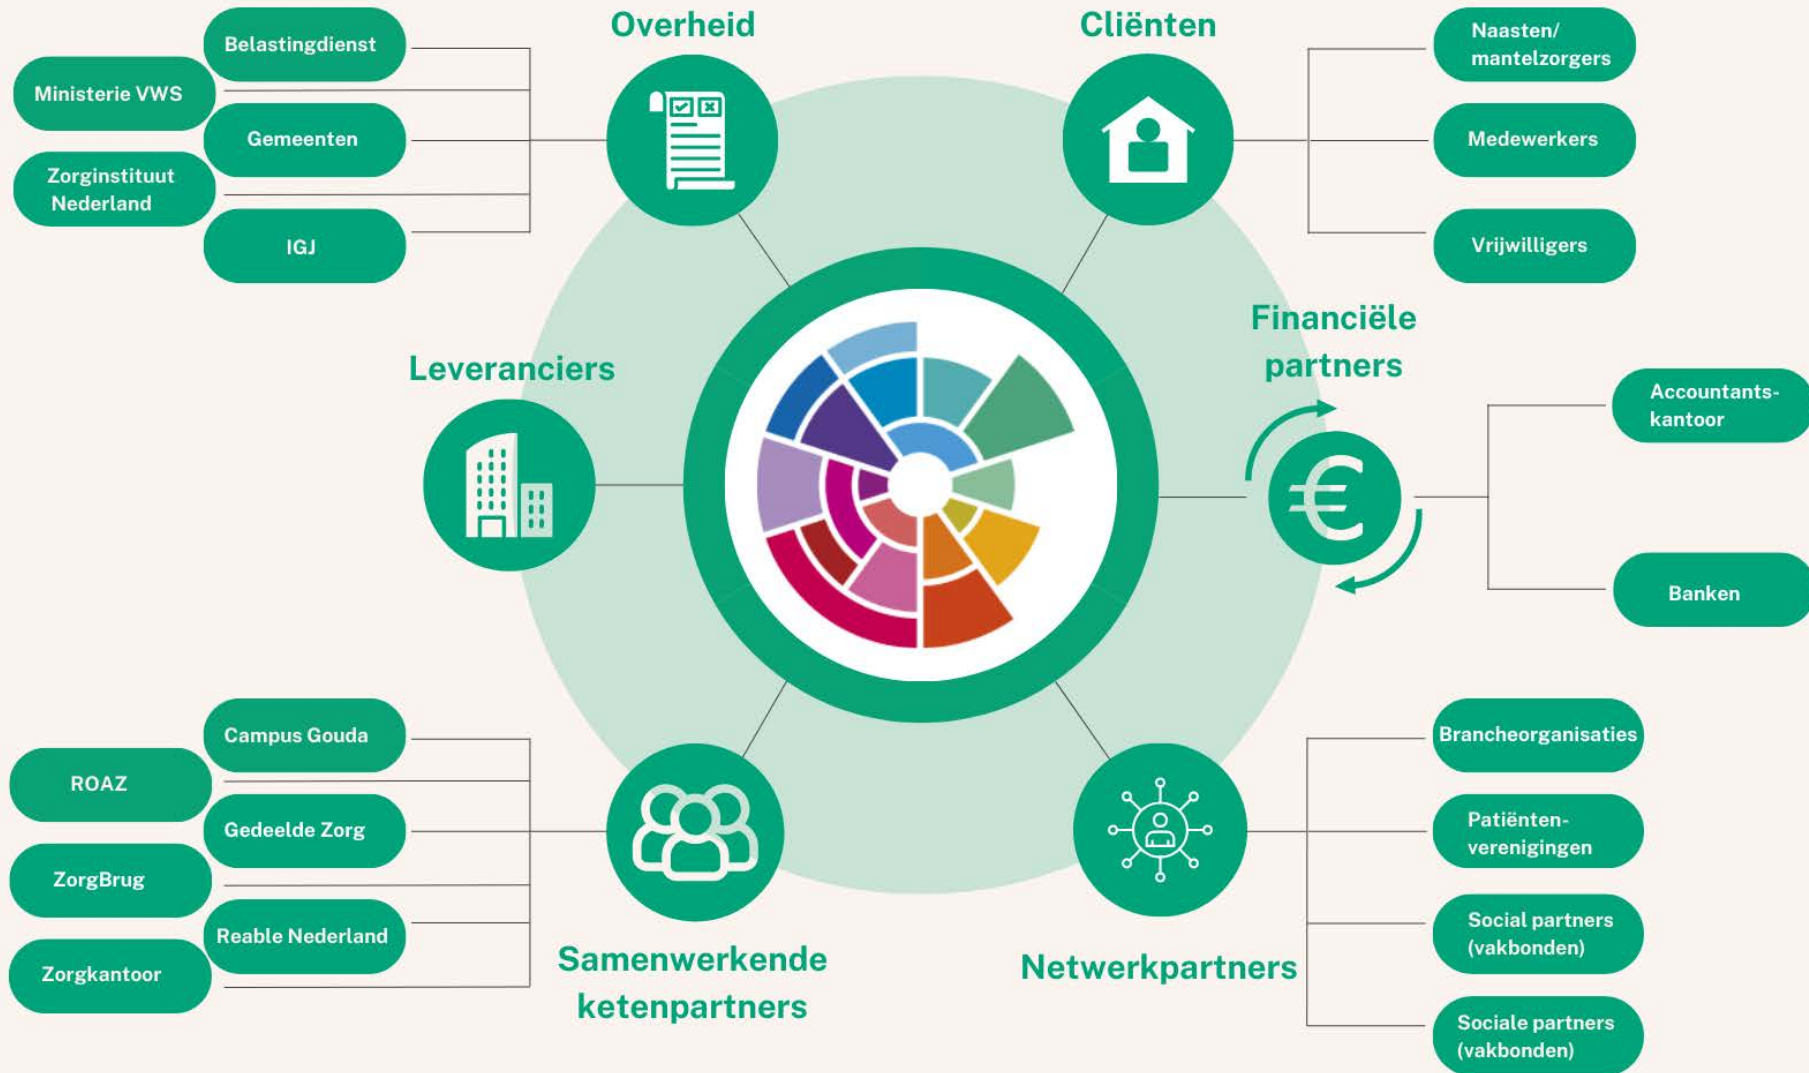 Overheid
Belastingdienst
Ministerie VWS
Gemeenten
Zorginstituut
Nederland
IGJ
Cliënten
Naasten/
mantelzorgers
Medewerkers
Vrijwilligers
Leveranciers
Financiële
partners
€
Accountants-
kantoor
Banken
Campus Gouda
ROAZ
Gedeelde Zorg
ZorgBrug
Reable Nederland
Zorgkantoor
Samenwerkende
ketenpartners
Netwerkpartners
Brancheorganisaties
Patiënten-
verenigingen
Social partners
(vakbonden)
Sociale partners
(vakbonden)